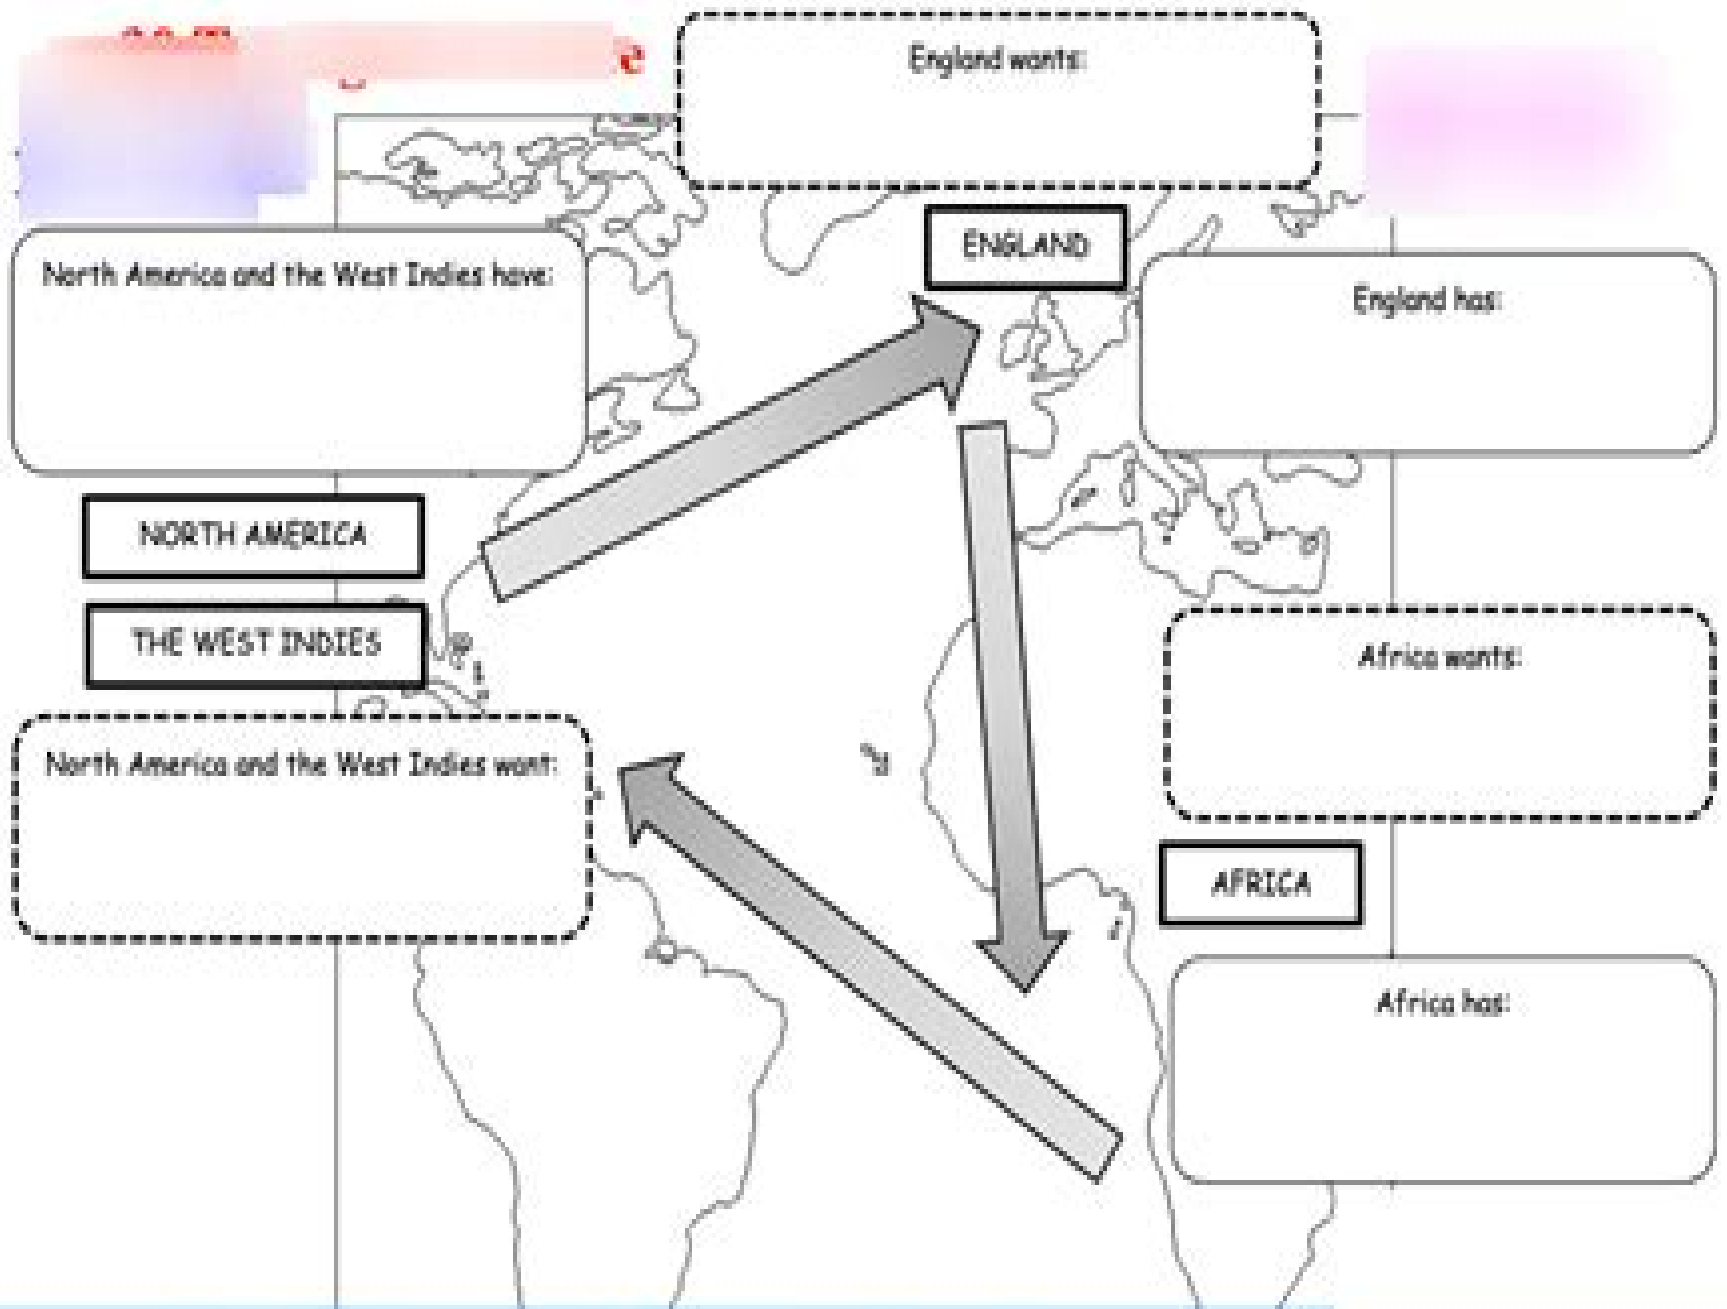 England wants:
ENGLAND
North America and the West Indies have:
England has:
NORTH AMERICA
THE WEST INDIES
Africa wants:
North America and the West Indies want:
AFRICA
Africa has: